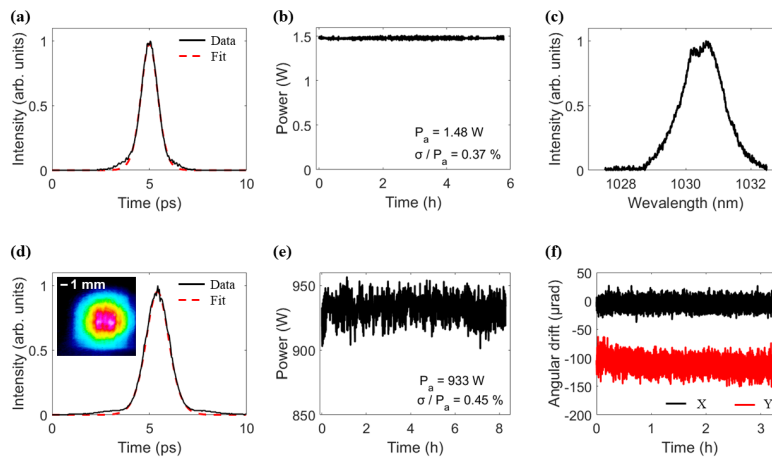 (a)
Intensity (arb. units)
1
0.5
0
0
5
10
Time (ps)
Data
Fit
(b)
Power (W)
1.5
1
0.5
0
0
2
4
6
Time (h)
P_a = 1.48 W
σ / P_a = 0.37 %
(c)
Intensity (arb. units)
1
0.5
0
1028
1030
1032
Wevalength (nm)
(d)
Intensity (arb. units)
1
0.5
0
0
5
10
Time (ps)
1 mm
Data
Fit
(e)
Power (W)
950
900
850
0
2
4
6
8
Time (h)
P_a = 933 W
σ / P_a = 0.45 %
(f)
Angular drift (μrad)
50
0
-50
-100
-150
-200
0
1
2
3
Time (h)
X
Y